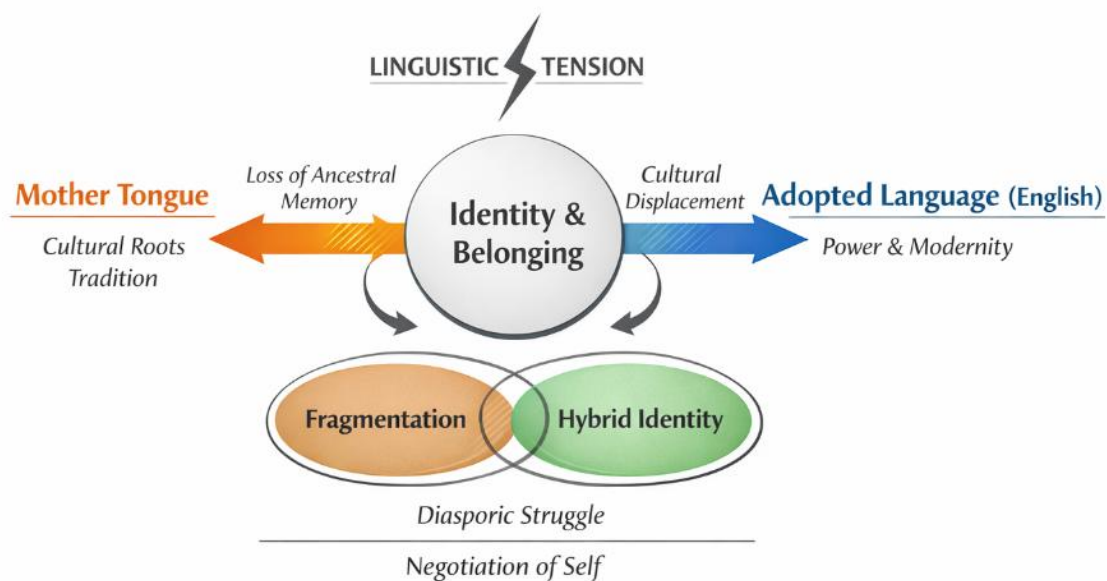 LINGUISTIC TENSION
Loss of Ancestral
Memory
Cultural
Displacement
Mother Tongue
Identity &
Belonging
Adopted Language (English)
Cultural Roots
Tradition
Power & Modernity
Fragmentation
Hybrid Identity
Diasporic Struggle
Negotiation of Self